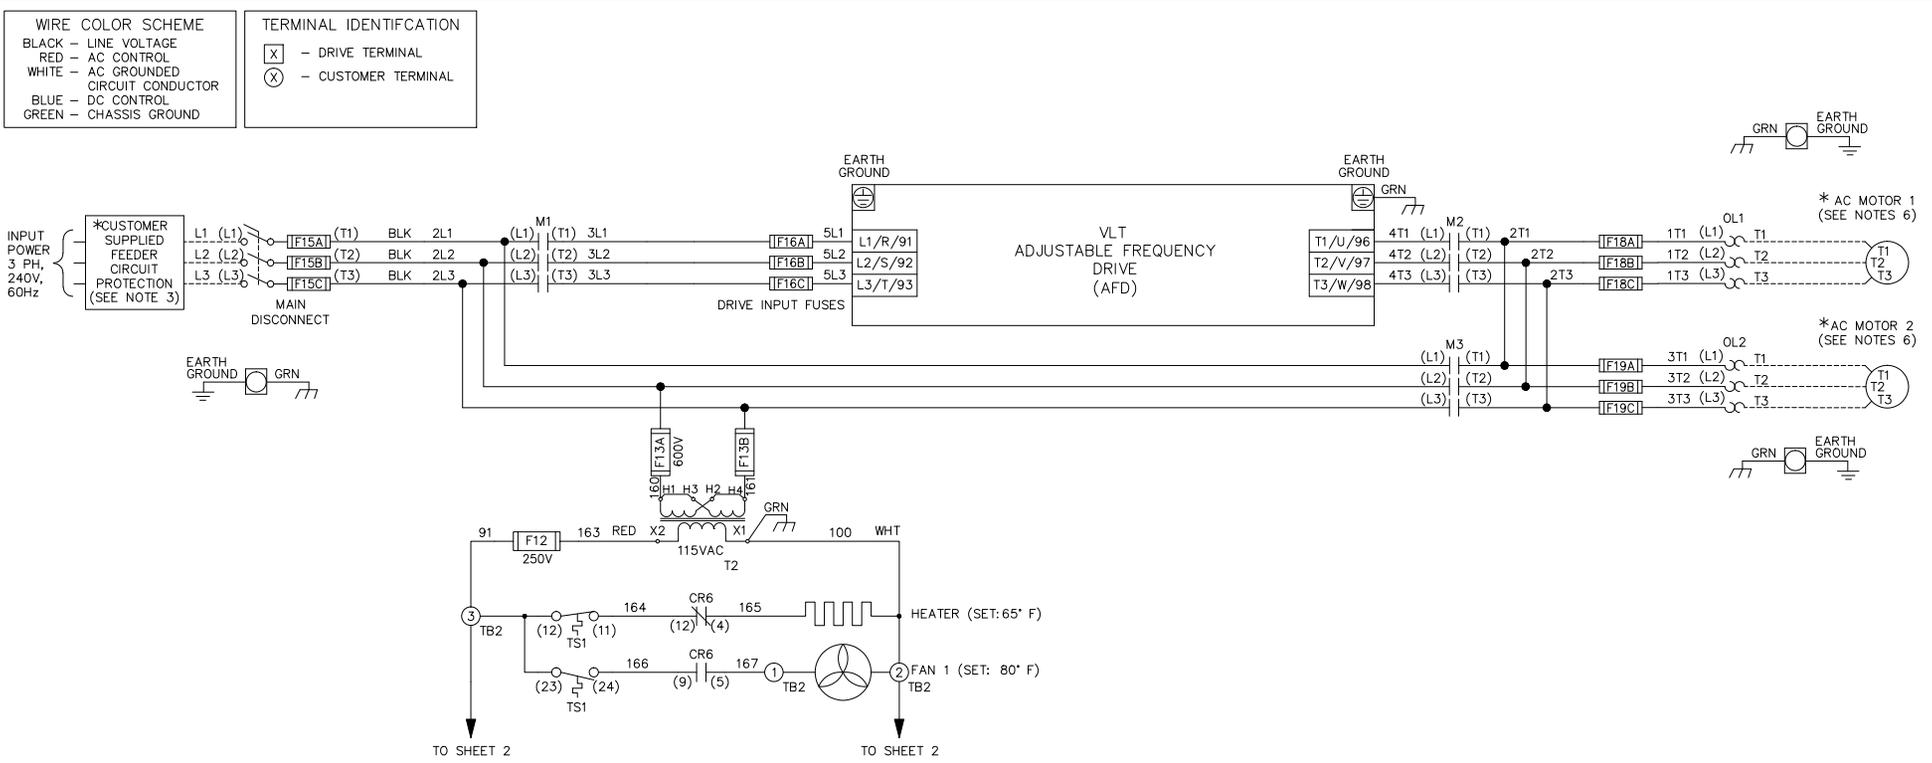 WIRE COLOR SCHEME
BLACK – LINE VOLTAGE
RED – AC CONTROL
WHITE – AC GROUNDED
CIRCUIT CONDUCTOR
BLUE – DC CONTROL
GREEN – CHASSIS GROUND
TERMINAL IDENTIFCATION
X – DRIVE TERMINAL
X – CUSTOMER TERMINAL
GRN
EARTH
GROUND
EARTH
GROUND
EARTH
GROUND
GRN
INPUT
POWER
3 PH,
240V,
60Hz
*CUSTOMER
SUPPLIED
FEEDER
CIRCUIT
PROTECTION
(SEE NOTE 3)
L1 (L1) F15A (T1) BLK 2L1 (L1) M1 (T1) 3L1 F16A 5L1 L1/R/91
L2 (L2) F15B (T2) BLK 2L2 (L2) (T2) 3L2 F16B 5L2 L2/S/92
L3 (L3) F15C (T3) BLK 2L3 (L3) (T3) 3L3 F16C 5L3 L3/T/93
MAIN
DISCONNECT
DRIVE INPUT FUSES
VLT
ADJUSTABLE FREQUENCY
DRIVE
(AFD)
T1/U/96 4T1 (L1) M2 (T1) 2T1 F18A 1T1 (L1) OL1 T1
T2/V/97 4T2 (L2) (T2) 2T2 F18B 1T2 (L2) T2
T3/W/98 4T3 (L3) (T3) 2T3 F18C 1T3 (L3) T3
* AC MOTOR 1
(SEE NOTES 6)
T1
T2
T3
EARTH
GROUND
GRN
M3
(L1) (T1) F19A 3T1 (L1) OL2 T1
(L2) (T2) F19B 3T2 (L2) T2
(L3) (T3) F19C 3T3 (L3) T3
*AC MOTOR 2
(SEE NOTES 6)
T1
T2
T3
GRN
EARTH
GROUND
F13A
600V
F13B
160
161
H1 H3 H2 H4
GRN
91 F12 163 RED X2 X1 100 WHT
250V
115VAC
T2
3
TB2
(12) TS1 (11) 164 CR6 (12) (4) 165 HEATER (SET:65° F)
(23) TS1 (24) 166 CR6 (9) (5) 167 1 TB2 2 TB2 FAN 1 (SET: 80° F)
TO SHEET 2
TO SHEET 2